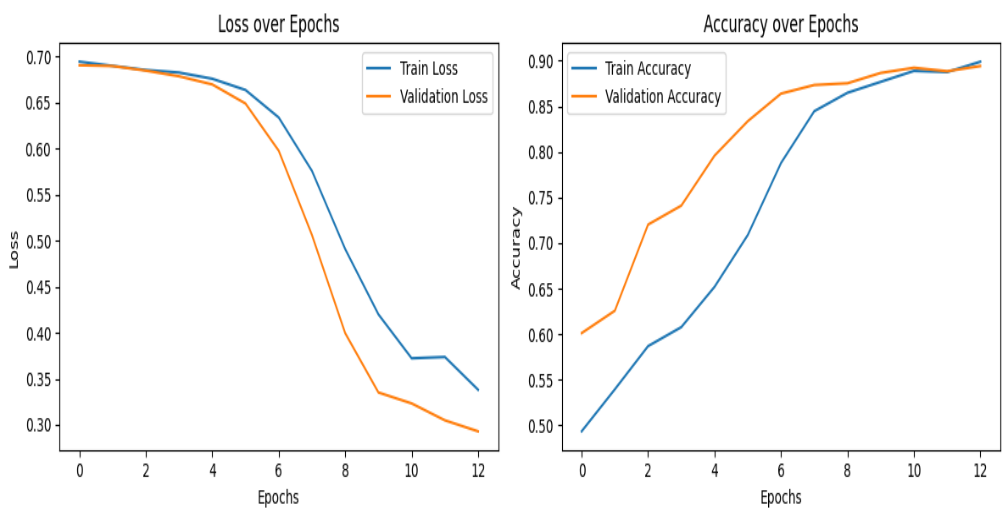 Loss over Epochs
0.70
0.65
0.60
0.55
0.50
0.45
0.40
0.35
0.30
Loss
Train Loss
Validation Loss
0 2 4 6 8 10 12
Epochs
Accuracy over Epochs
0.90
0.85
0.80
0.75
0.70
0.65
0.60
0.55
0.50
Accuracy
Train Accuracy
Validation Accuracy
0 2 4 6 8 10 12
Epochs